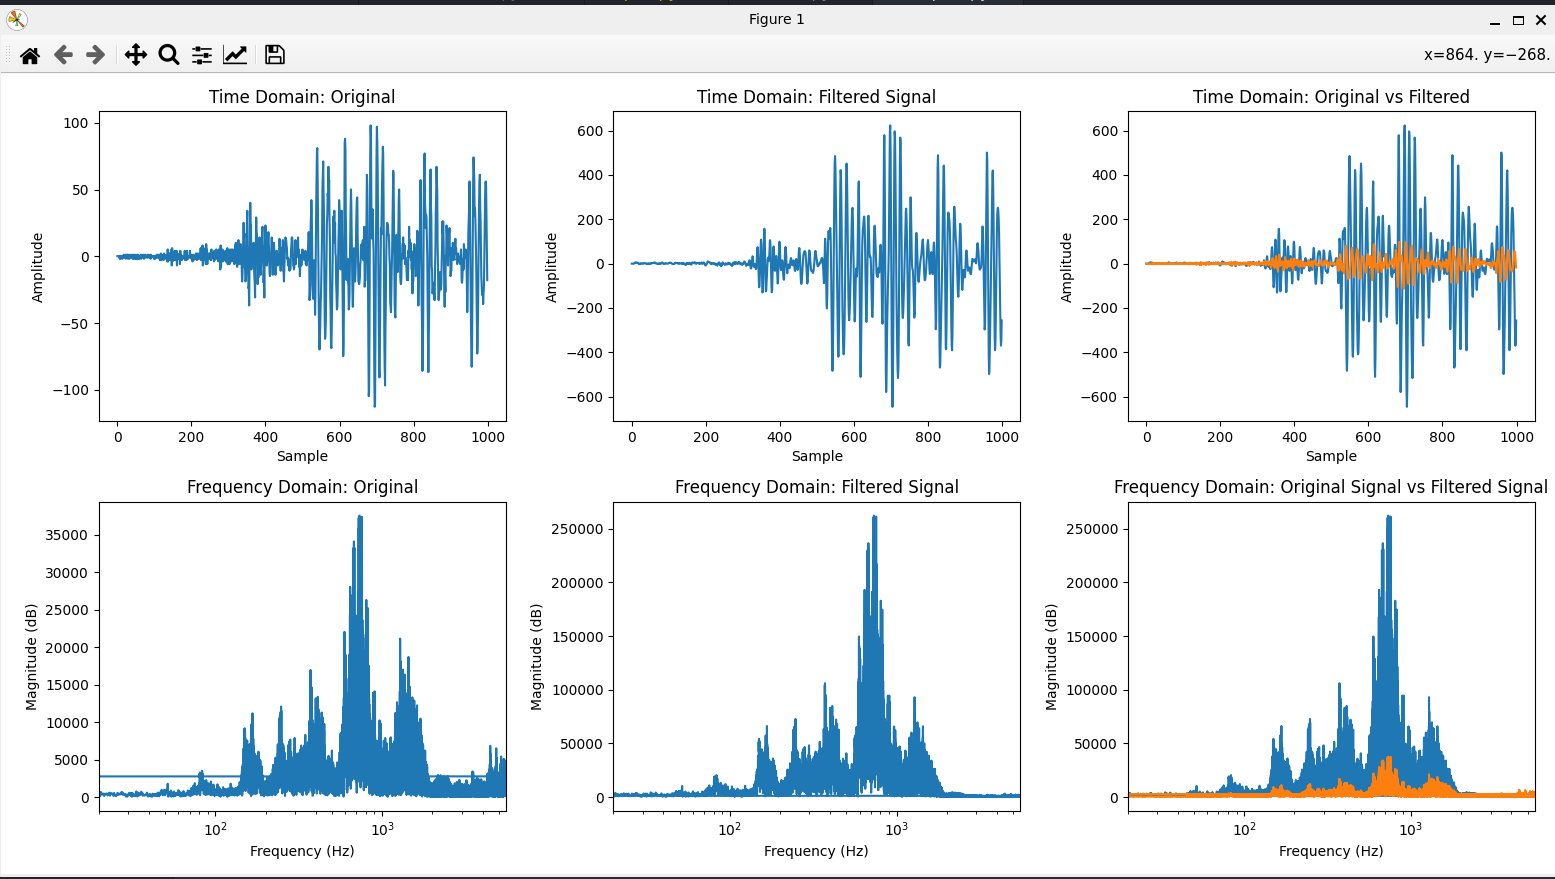 Figure 1
x=864. y=−268.
Time Domain: Original
Amplitude
100
50
0
−50
−100
0 200 400 600 800 1000
Sample
Time Domain: Filtered Signal
Amplitude
600
400
200
0
−200
−400
−600
0 200 400 600 800 1000
Sample
Time Domain: Original vs Filtered
Amplitude
600
400
200
0
−200
−400
−600
0 200 400 600 800 1000
Sample
Frequency Domain: Original
Magnitude (dB)
35000
30000
25000
20000
15000
10000
5000
0
10² 10³
Frequency (Hz)
Frequency Domain: Filtered Signal
Magnitude (dB)
250000
200000
150000
100000
50000
0
10² 10³
Frequency (Hz)
Frequency Domain: Original Signal vs Filtered Signal
Magnitude (dB)
250000
200000
150000
100000
50000
0
10² 10³
Frequency (Hz)